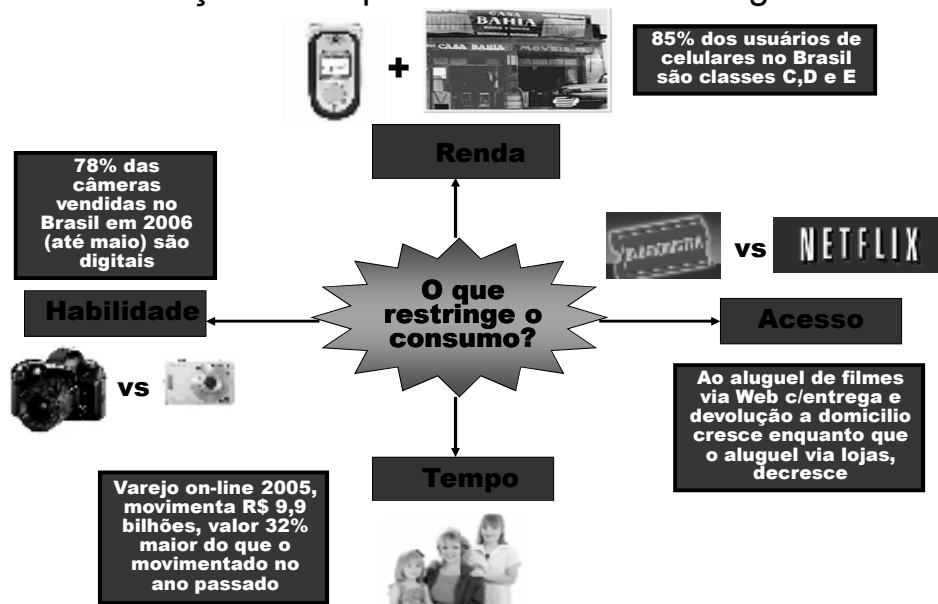 CASA
BAHIA
CASA BAHIA MOVEIS
+
85% dos usuários de
celulares no Brasil
são classes C,D e E
Renda
78% das
câmeras
vendidas no
Brasil em 2006
(até maio) são
digitais
vs
NETFLIX
O que
restringe o
consumo?
Habilidade
Acesso
vs
Ao aluguel de filmes
via Web c/entrega e
devolução a domicilio
cresce enquanto que
o aluguel via lojas,
decresce
Tempo
Varejo on-line 2005,
movimenta R$ 9,9
bilhões, valor 32%
maior do que o
movimentado no
ano passado